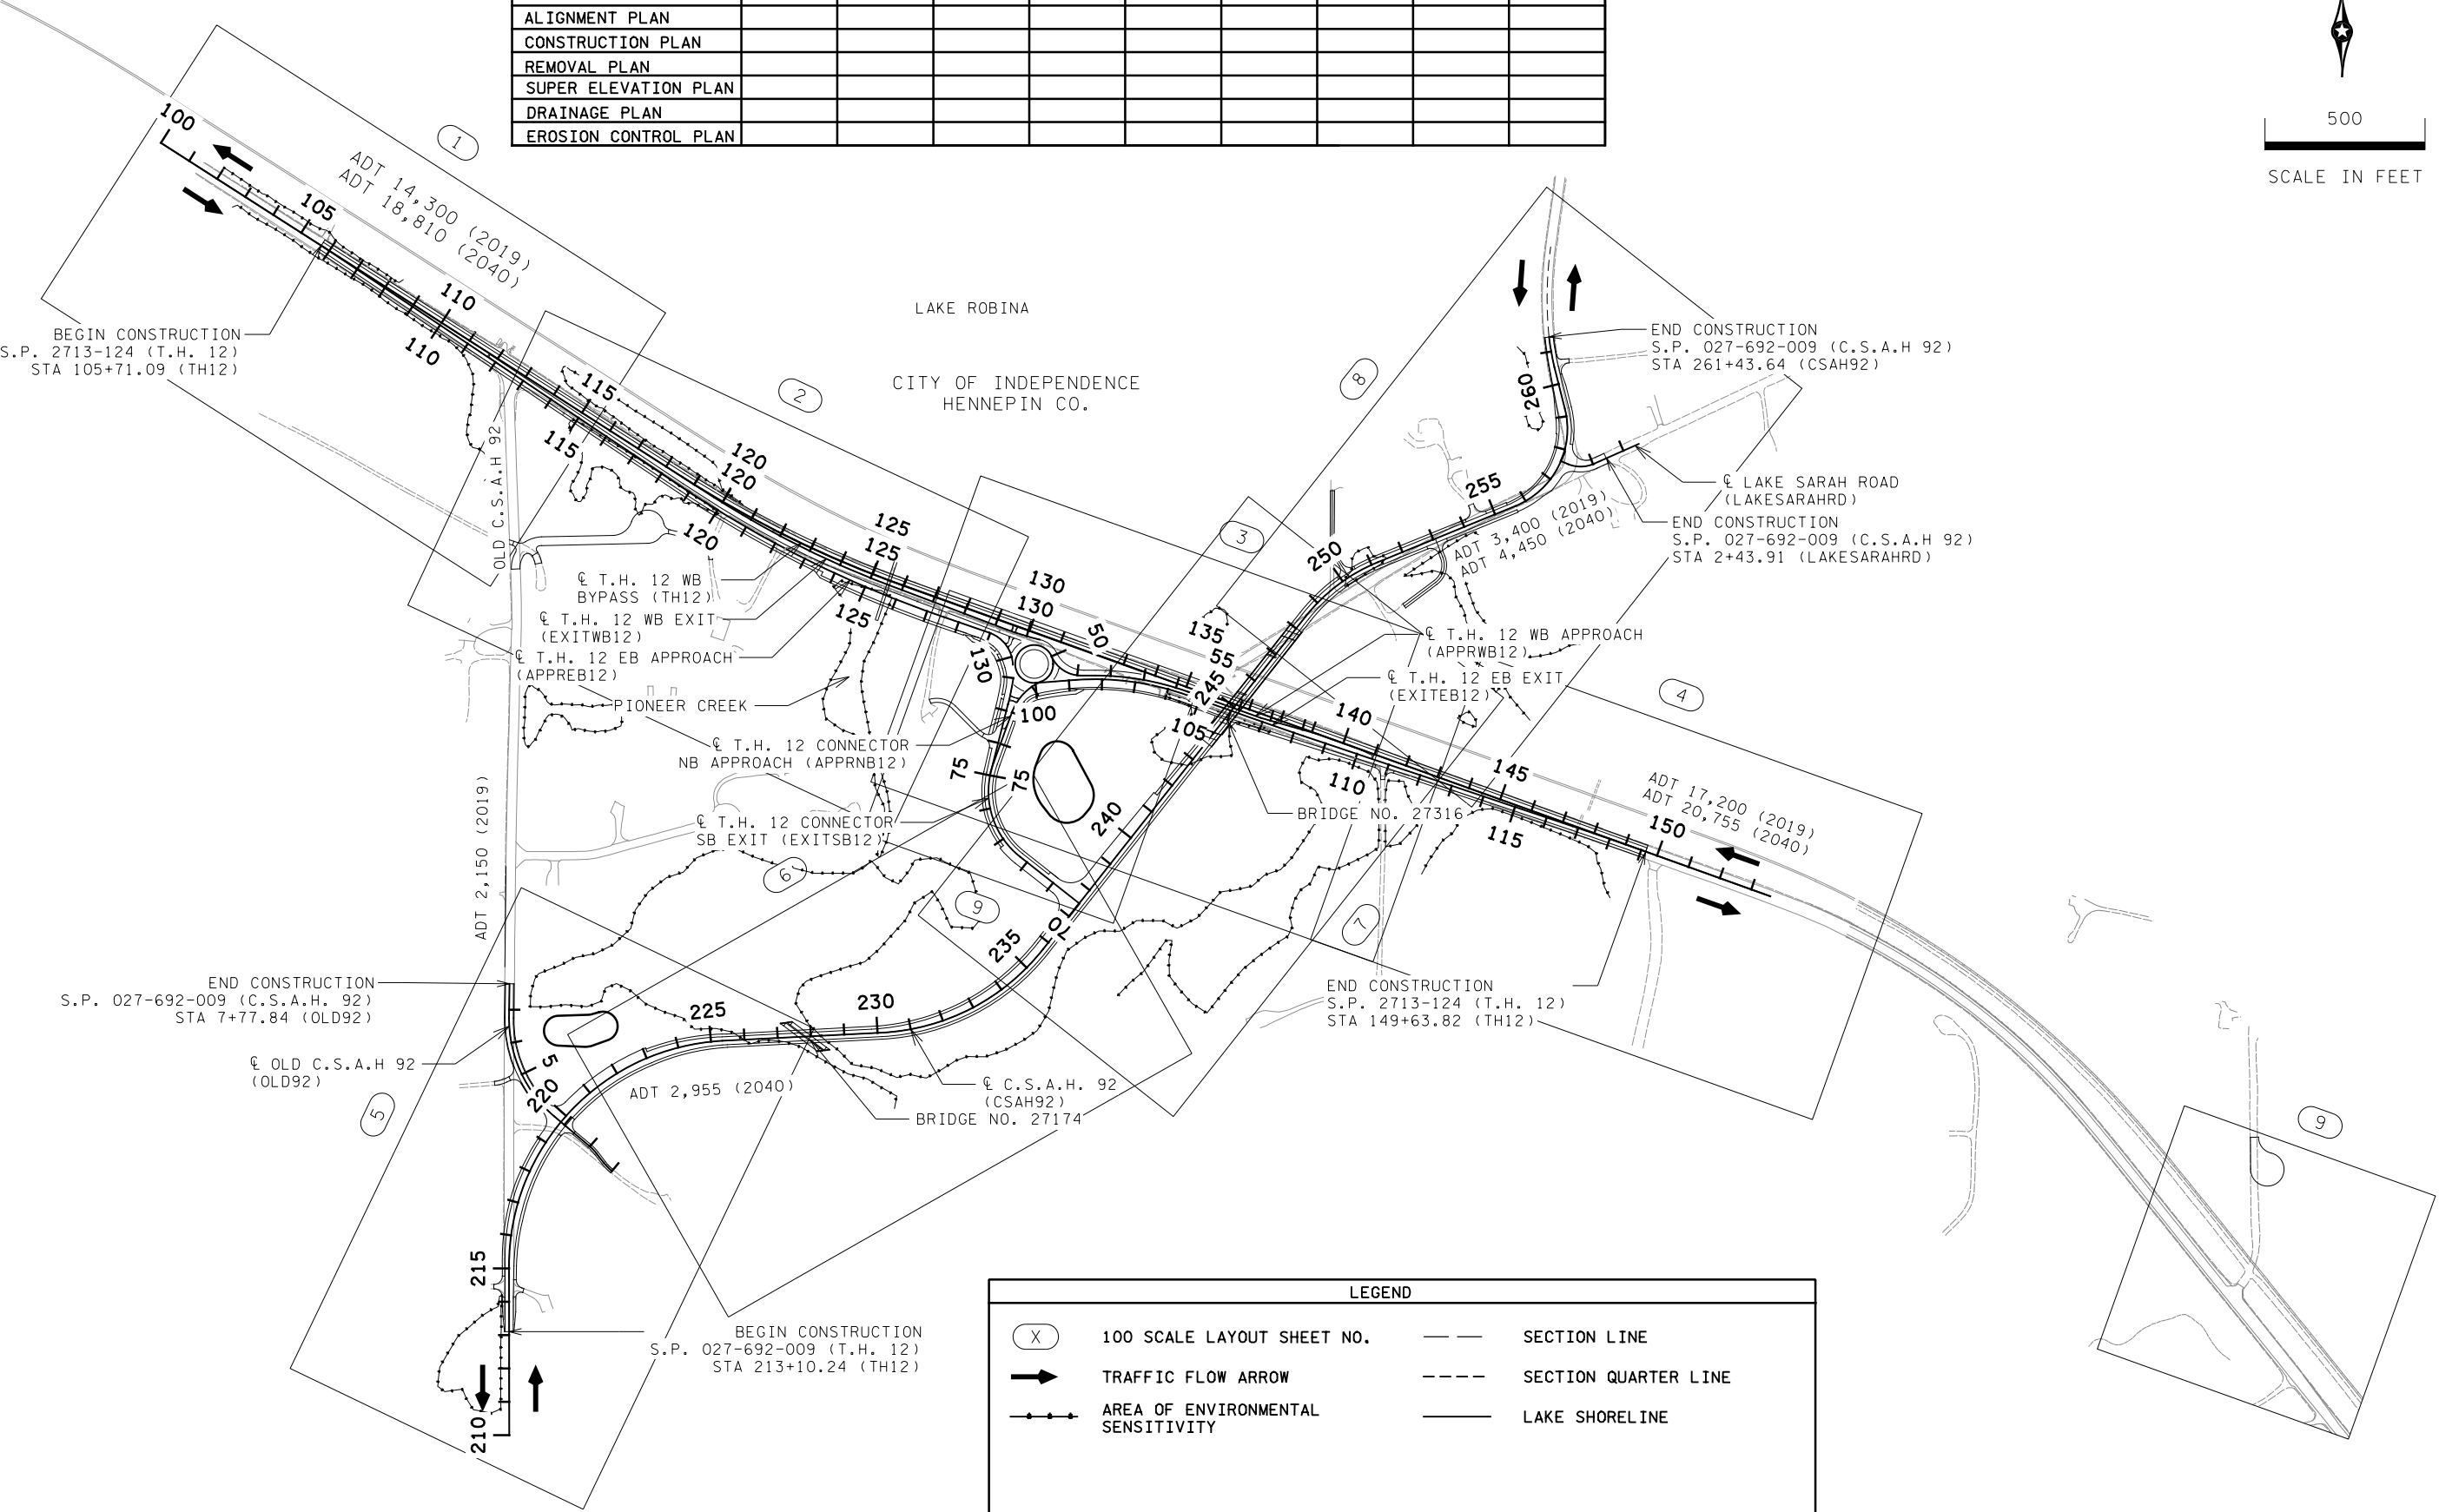 ALIGNMENT PLAN
CONSTRUCTION PLAN
REMOVAL PLAN
SUPER ELEVATION PLAN
DRAINAGE PLAN
EROSION CONTROL PLAN
500
SCALE IN FEET
100
1
ADT 14,300 (2019)
ADT 18,810 (2040)
105
110
110
BEGIN CONSTRUCTION
S.P. 2713-124 (T.H. 12)
STA 105+71.09 (TH12)
LAKE ROBINA
CITY OF INDEPENDENCE
HENNEPIN CO.
2
115
115
OLD C.S.A.H 92
120
120
120
125
125
125
130
130
130
3
8
END CONSTRUCTION
S.P. 027-692-009 (C.S.A.H 92)
STA 261+43.64 (CSAH92)
260
255
250
℄ LAKE SARAH ROAD
(LAKESARAHRD)
END CONSTRUCTION
S.P. 027-692-009 (C.S.A.H 92)
STA 2+43.91 (LAKESARAHRD)
ADT 3,400 (2019)
ADT 4,450 (2040)
℄ T.H. 12 WB
BYPASS (TH12)
℄ T.H. 12 WB EXIT
(EXITWB12)
℄ T.H. 12 EB APPROACH
(APPREB12)
PIONEER CREEK
℄ T.H. 12 CONNECTOR
NB APPROACH (APPRNB12)
℄ T.H. 12 CONNECTOR
SB EXIT (EXITSB12)
50
135
55
245
105
100
75
75
℄ T.H. 12 WB APPROACH
(APPRWB12)
℄ T.H. 12 EB EXIT
(EXITEB12)
4
140
110
145
115
150
BRIDGE NO. 27316
ADT 17,200 (2019)
ADT 20,755 (2040)
240
6
9
7
70
235
ADT 2,150 (2019)
END CONSTRUCTION
S.P. 027-692-009 (C.S.A.H. 92)
STA 7+77.84 (OLD92)
℄ OLD C.S.A.H 92
(OLD92)
5
220
225
230
ADT 2,955 (2040)
℄ C.S.A.H. 92
(CSAH92)
BRIDGE NO. 27174
END CONSTRUCTION
S.P. 2713-124 (T.H. 12)
STA 149+63.82 (TH12)
5
9
215
210
BEGIN CONSTRUCTION
S.P. 027-692-009 (T.H. 12)
STA 213+10.24 (TH12)
LEGEND
X 100 SCALE LAYOUT SHEET NO.
SECTION LINE
TRAFFIC FLOW ARROW
SECTION QUARTER LINE
AREA OF ENVIRONMENTAL
SENSITIVITY
LAKE SHORELINE